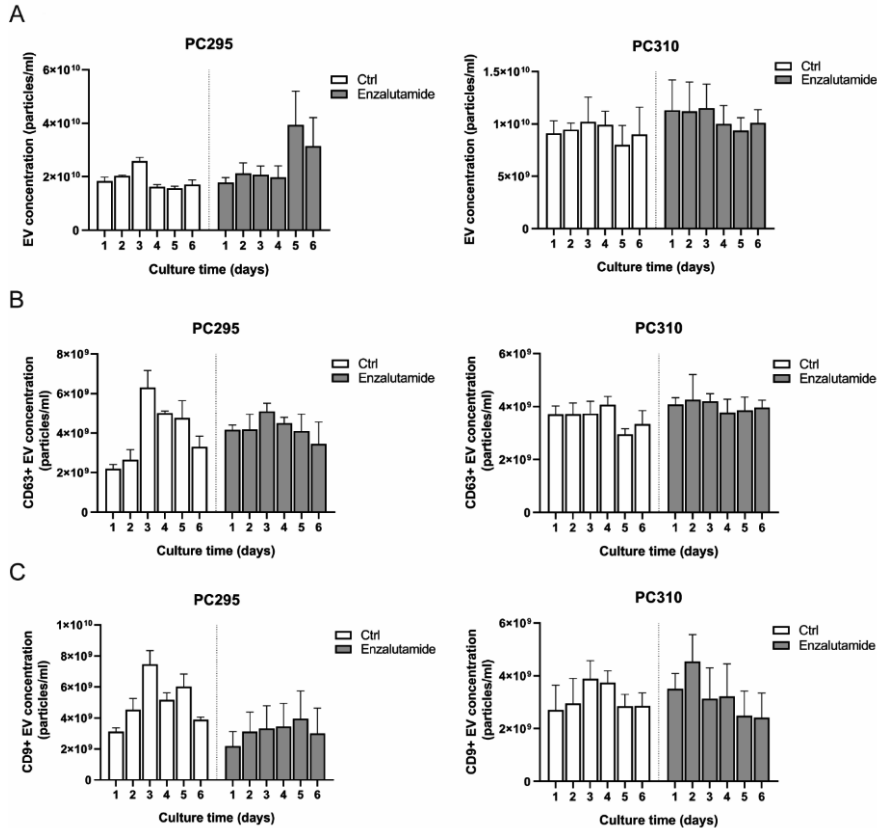 A
PC295
EV concentration (particles/ml)
6×10¹⁰
4×10¹⁰
2×10¹⁰
0
1 2 3 4 5 6 1 2 3 4 5 6
Culture time (days)
Ctrl
Enzalutamide
PC310
EV concentration (particles/ml)
1.5×10¹⁰
1×10¹⁰
5×10⁹
0
1 2 3 4 5 6 1 2 3 4 5 6
Culture time (days)
Ctrl
Enzalutamide
B
PC295
CD63+ EV concentration
(particles/ml)
8×10⁹
6×10⁹
4×10⁹
2×10⁹
0
1 2 3 4 5 6 1 2 3 4 5 6
Culture time (days)
Ctrl
Enzalutamide
PC310
CD63+ EV concentration
(particles/ml)
6×10⁹
4×10⁹
2×10⁹
0
1 2 3 4 5 6 1 2 3 4 5 6
Culture time (days)
Ctrl
Enzalutamide
C
PC295
CD9+ EV concentration
(particles/ml)
1×10¹⁰
8×10⁹
6×10⁹
4×10⁹
2×10⁹
0
1 2 3 4 5 6 1 2 3 4 5 6
Culture time (days)
Ctrl
Enzalutamide
PC310
CD9+ EV concentration
(particles/ml)
6×10⁹
4×10⁹
2×10⁹
0
1 2 3 4 5 6 1 2 3 4 5 6
Culture time (days)
Ctrl
Enzalutamide